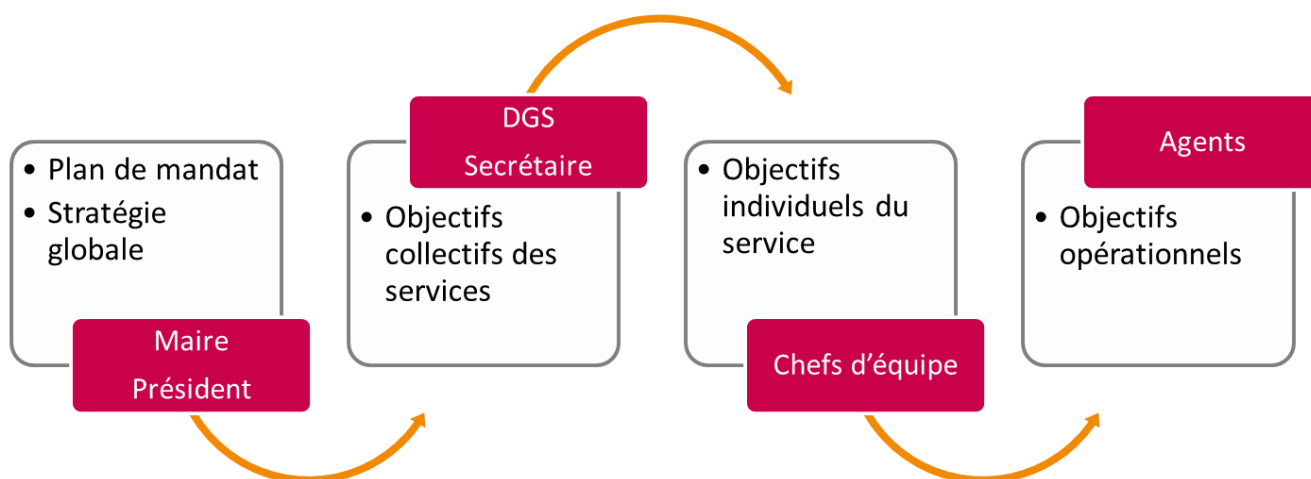 • Plan de mandat
• Stratégie
globale
Maire
Président
DGS
Secrétaire
• Objectifs
collectifs des
services
• Objectifs
individuels du
service
Chefs d’équipe
Agents
• Objectifs
opérationnels